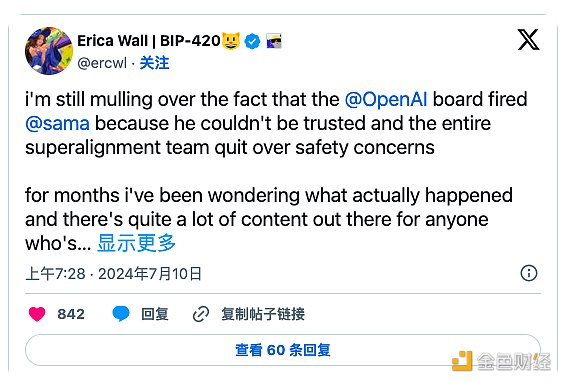 Erica Wall | BIP-420😺
@ercwl · 关注
i'm still mulling over the fact that the @OpenAI board fired
@sama because he couldn't be trusted and the entire
superalignment team quit over safety concerns
for months i've been wondering what actually happened
and there's quite a lot of content out there for anyone
who's... 显示更多
上午7:28 · 2024年7月10日
842 回复 复制帖子链接
查看 60 条回复
金色财经